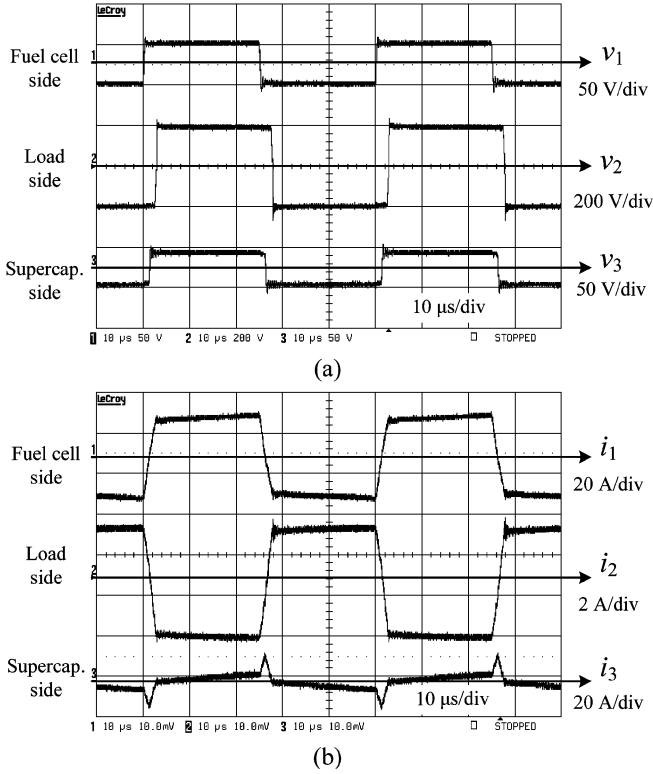 LeCroy
1
Fuel cell
side
v1
50 V/div
2
Load
side
v2
200 V/div
3
Supercap.
side
v3
50 V/div
10 μs/div
1 10 μs 50 V 2 10 μs 200 V 3 10 μs 50 V STOPPED
(a)
LeCroy
1
Fuel cell
side
i1
20 A/div
Load
side
2
i2
2 A/div
3
Supercap.
side
i3
20 A/div
10 μs/div
1 10 μs 10.0mV 2 10 μs 10.0mV 3 10 μs 10.0mV STOPPED
(b)